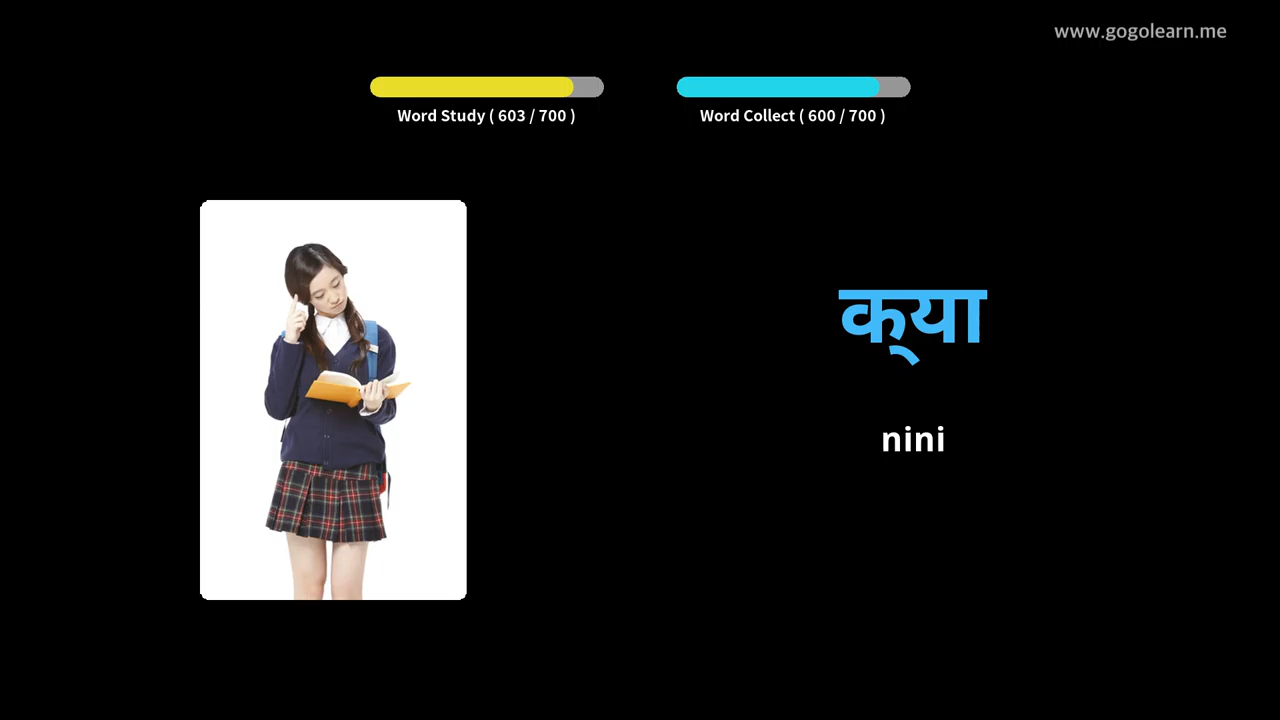 www.gogolearn.me
Word Study ( 603 / 700 )
Word Collect ( 600 / 700 )
क्या
nini